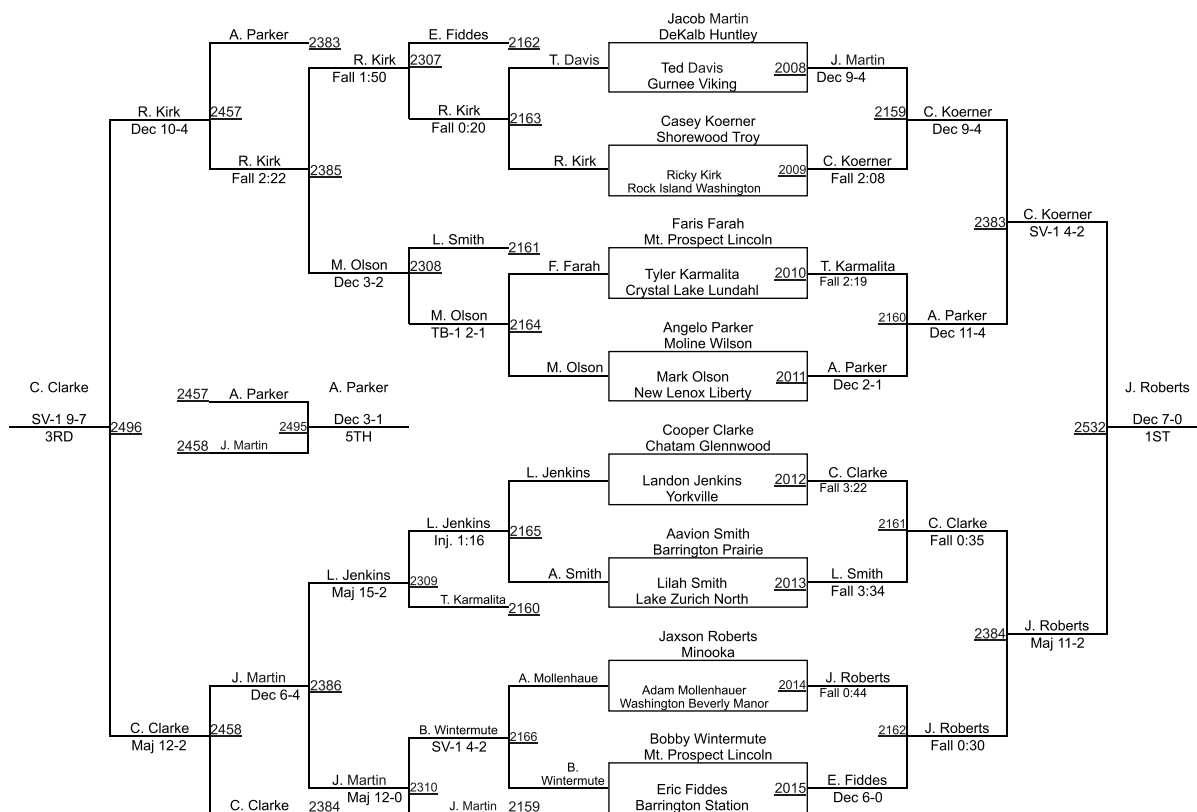 Jacob Martin
DeKalb Huntley
A. Parker
2383
E. Fiddes
2162
R. Kirk
2307
Fall 1:50
T. Davis
Ted Davis
2008
Gurnee Viking
J. Martin
Dec 9-4
R. Kirk
Dec 10-4
2457
R. Kirk
Fall 0:20
2163
Casey Koerner
Shorewood Troy
2159
C. Koerner
Dec 9-4
R. Kirk
Fall 2:22
2385
R. Kirk
Ricky Kirk
2009
Rock Island Washington
C. Koerner
Fall 2:08
Faris Farah
Mt. Prospect Lincoln
2383
C. Koerner
SV-1 4-2
L. Smith
2161
M. Olson
2308
Dec 3-2
F. Farah
Tyler Karmalita
2010
Crystal Lake Lundahl
T. Karmalita
Fall 2:19
M. Olson
TB-1 2-1
2164
Angelo Parker
Moline Wilson
2160
A. Parker
Dec 11-4
M. Olson
Mark Olson
2011
New Lenox Liberty
A. Parker
Dec 2-1
C. Clarke
SV-1 9-7
3RD
2496
2457
A. Parker
2458
J. Martin
2495
A. Parker
Dec 3-1
5TH
J. Roberts
2532
Dec 7-0
1ST
Cooper Clarke
Chatam Glennwood
L. Jenkins
Landon Jenkins
2012
Yorkville
C. Clarke
Fall 3:22
L. Jenkins
Inj. 1:16
2165
Aavion Smith
Barrington Prairie
2161
C. Clarke
Fall 0:35
L. Jenkins
Maj 15-2
2309
A. Smith
Lilah Smith
2013
Lake Zurich North
L. Smith
Fall 3:34
T. Karmalita
2160
Jaxson Roberts
Minooka
2384
J. Roberts
Maj 11-2
J. Martin
Dec 6-4
2386
A. Mollenhaue
Adam Mollenhauer
2014
Washington Beverly Manor
J. Roberts
Fall 0:44
C. Clarke
Maj 12-2
2458
B. Wintermute
SV-1 4-2
2166
Bobby Wintermute
Mt. Prospect Lincoln
2162
J. Roberts
Fall 0:30
J. Martin
Maj 12-0
2310
B.
Wintermute
Eric Fiddes
2015
Barrington Station
E. Fiddes
Dec 6-0
C. Clarke
2384
J. Martin
2159